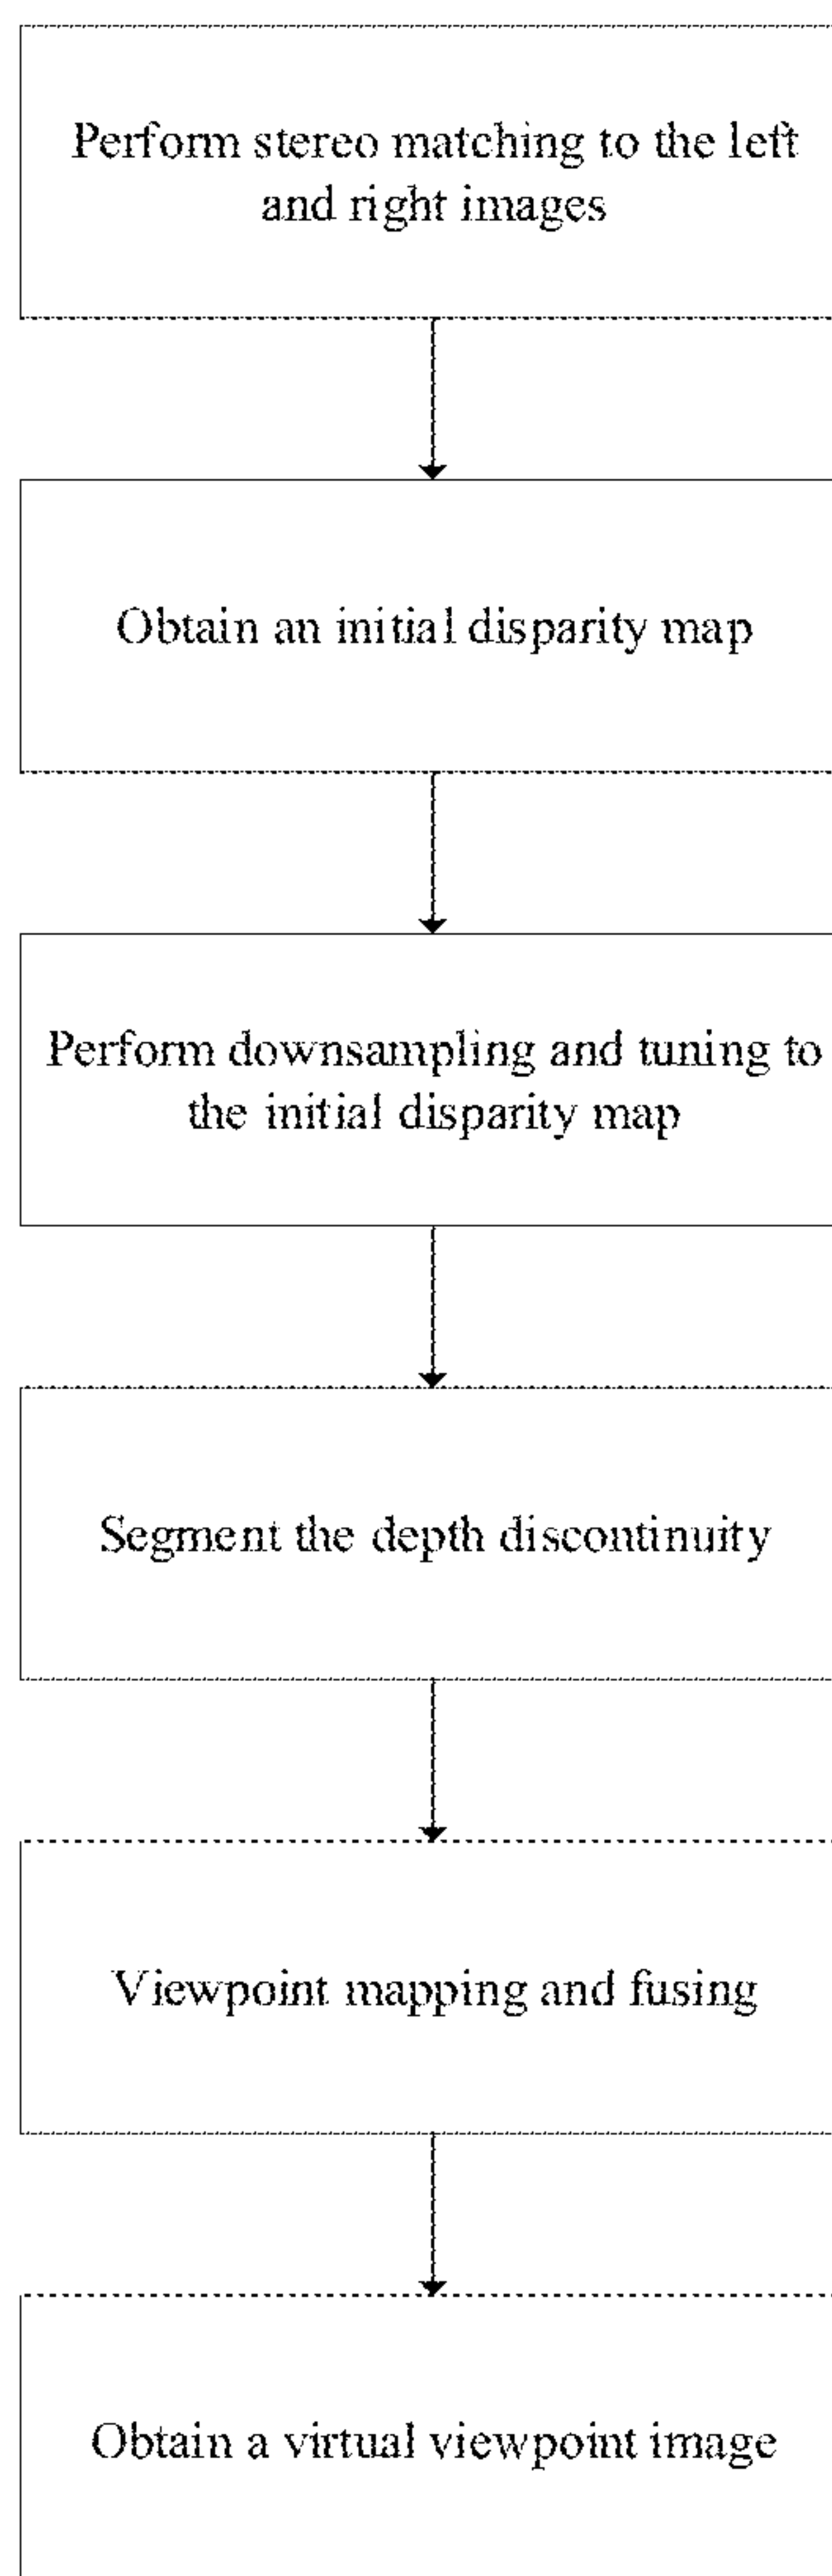 Perform stereo matching to the left
and right images
Obtain an initial disparity map
Perform downsampling and tuning to
the initial disparity map
Segment the depth discontinuity
Viewpoint mapping and fusing
Obtain a virtual viewpoint image